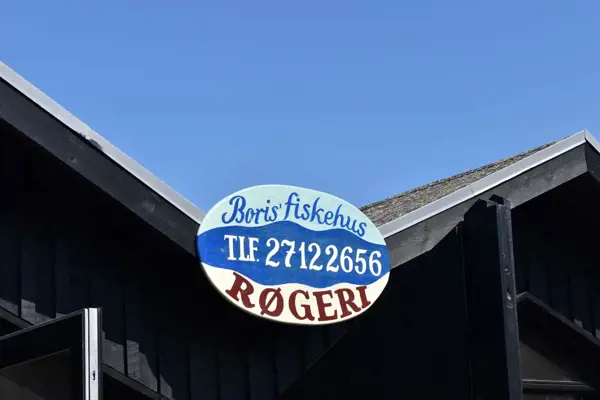 Boris' fiskehus
TLF. 27122656
RØGERI